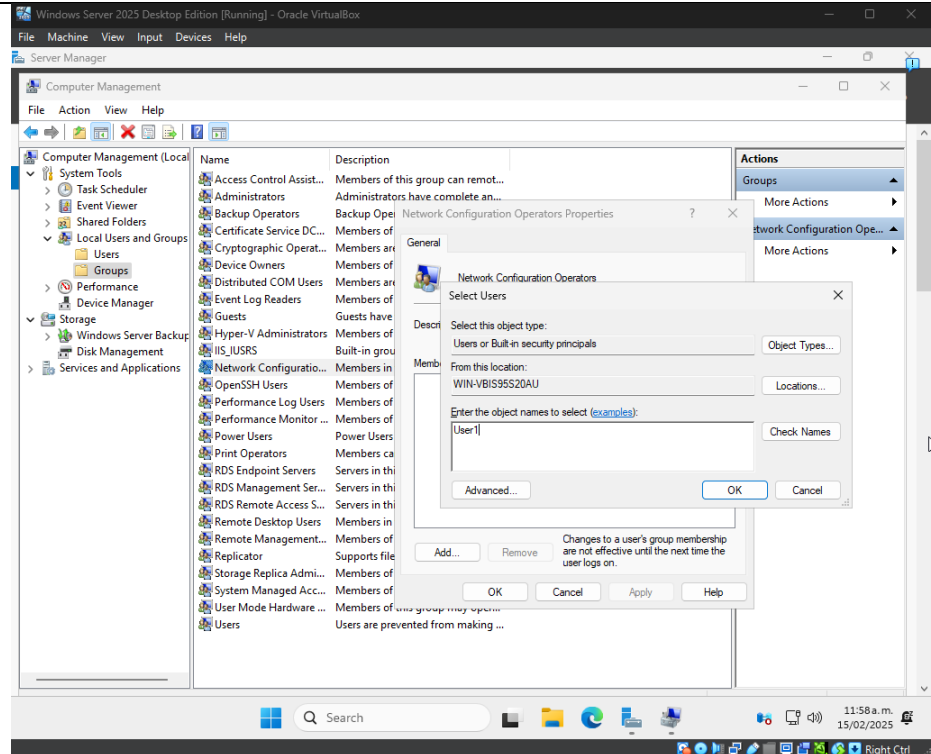 Windows Server 2025 Desktop Edition [Running] - Oracle VirtualBox
File Machine View Input Devices Help
Server Manager
Computer Management
File Action View Help
Computer Management (Local
System Tools
Task Scheduler
Event Viewer
Shared Folders
Local Users and Groups
Users
Groups
Performance
Device Manager
Storage
Windows Server Backup
Disk Management
Services and Applications
Name Description
Access Control Assist... Members of this group can remot...
Administrators Administrators have complete an...
Backup Operators Backup Ope
Certificate Service DC... Members of
Cryptographic Operat... Members are
Device Owners Members of
Distributed COM Users Members are
Event Log Readers Members of
Guests Guests have
Hyper-V Administrators Members of
IIS_IUSRS Built-in grou
Network Configuratio... Members in
OpenSSH Users Members of
Performance Log Users Members of
Performance Monitor ... Members of
Power Users Power Users
Print Operators Members ca
RDS Endpoint Servers Servers in thi
RDS Management Ser... Servers in thi
RDS Remote Access S... Servers in thi
Remote Desktop Users Members in
Remote Management... Members of
Replicator Supports file
Storage Replica Admi... Members of
System Managed Acc... Members of
User Mode Hardware ... Members of this group may oper...
Users Users are prevented from making ...
Network Configuration Operators Properties ?
General
Network Configuration Operators
Descri
Memb
Select Users
Select this object type:
Users or Built-in security principals
Object Types...
From this location:
WIN-VBIS95S20AU
Locations...
Enter the object names to select (examples):
User1
Check Names
Advanced...
OK Cancel
Add... Remove
Changes to a user's group membership
are not effective until the next time the
user logs on.
OK Cancel Apply Help
Actions
Groups
More Actions
etwork Configuration Ope...
More Actions
Search
11:58 a. m.
15/02/2025
Right Ctrl